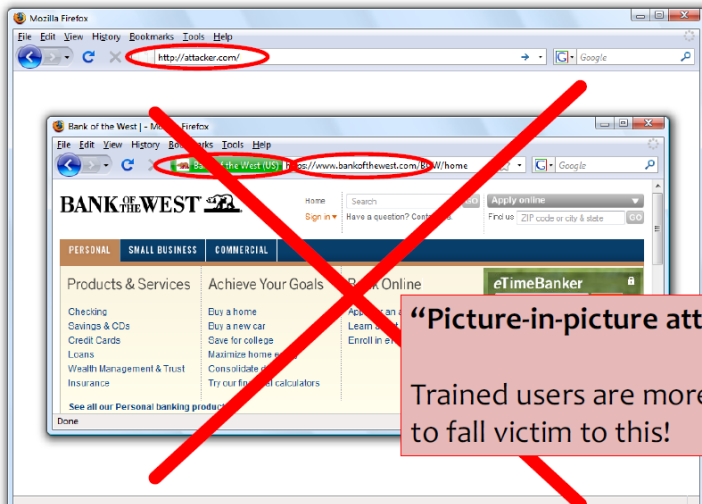 Mozilla Firefox
File Edit View History Bookmarks Tools Help
http://attacker.com/
Google
Bank of the West | - Firefox
File Edit View History Tools Help
Bank of the West (US) https://www.bankofthewest.com/ /home
Google
BANK OF THE WEST
Home Search GO Apply online
Sign in Have a question? Find us ZIP code or city & state GO
PERSONAL SMALL BUSINESS COMMERCIAL
Products & Services Achieve Your Goals Online eTimeBanker
Checking Buy a home
Savings & CDs Buy a new car
Credit Cards Save for college Enroll in
Loans Maximize home
Wealth Management & Trust Consolidate
Insurance Try our calculators
See all our Personal banking
Done
“Picture-in-picture att
Trained users are more
to fall victim to this!